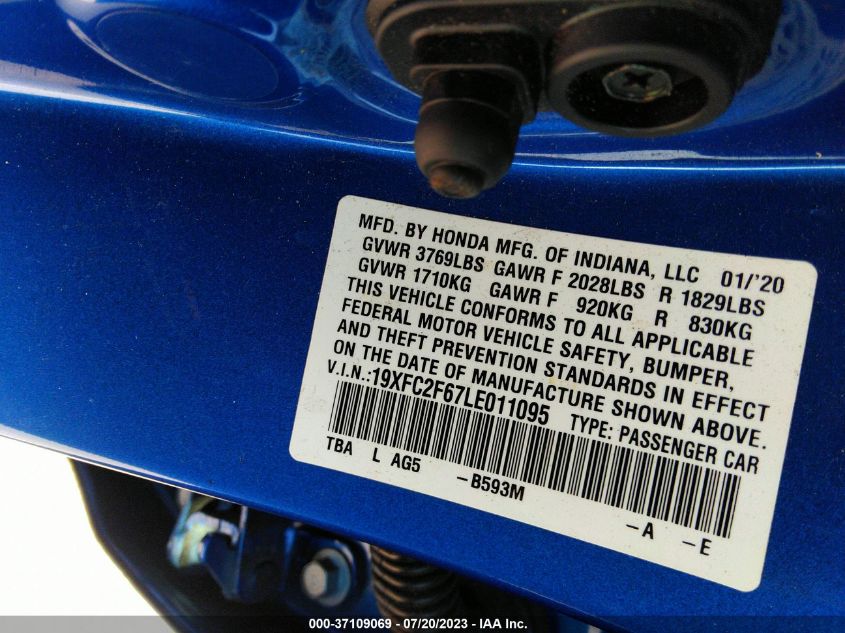 MFD. BY HONDA MFG. OF INDIANA, LLC 01/'20
GVWR 3769LBS GAWR F 2028LBS R 1829LBS
GVWR 1710KG GAWR F 920KG R 830KG
THIS VEHICLE CONFORMS TO ALL APPLICABLE
FEDERAL MOTOR VEHICLE SAFETY, BUMPER,
AND THEFT PREVENTION STANDARDS IN EFFECT
ON THE DATE OF MANUFACTURE SHOWN ABOVE.
V.I.N.:19XFC2F67LE011095 TYPE: PASSENGER CAR
TBA L AG5 -B593M -A -E
000-37109069 — 07/20/2023 — IAA Inc.